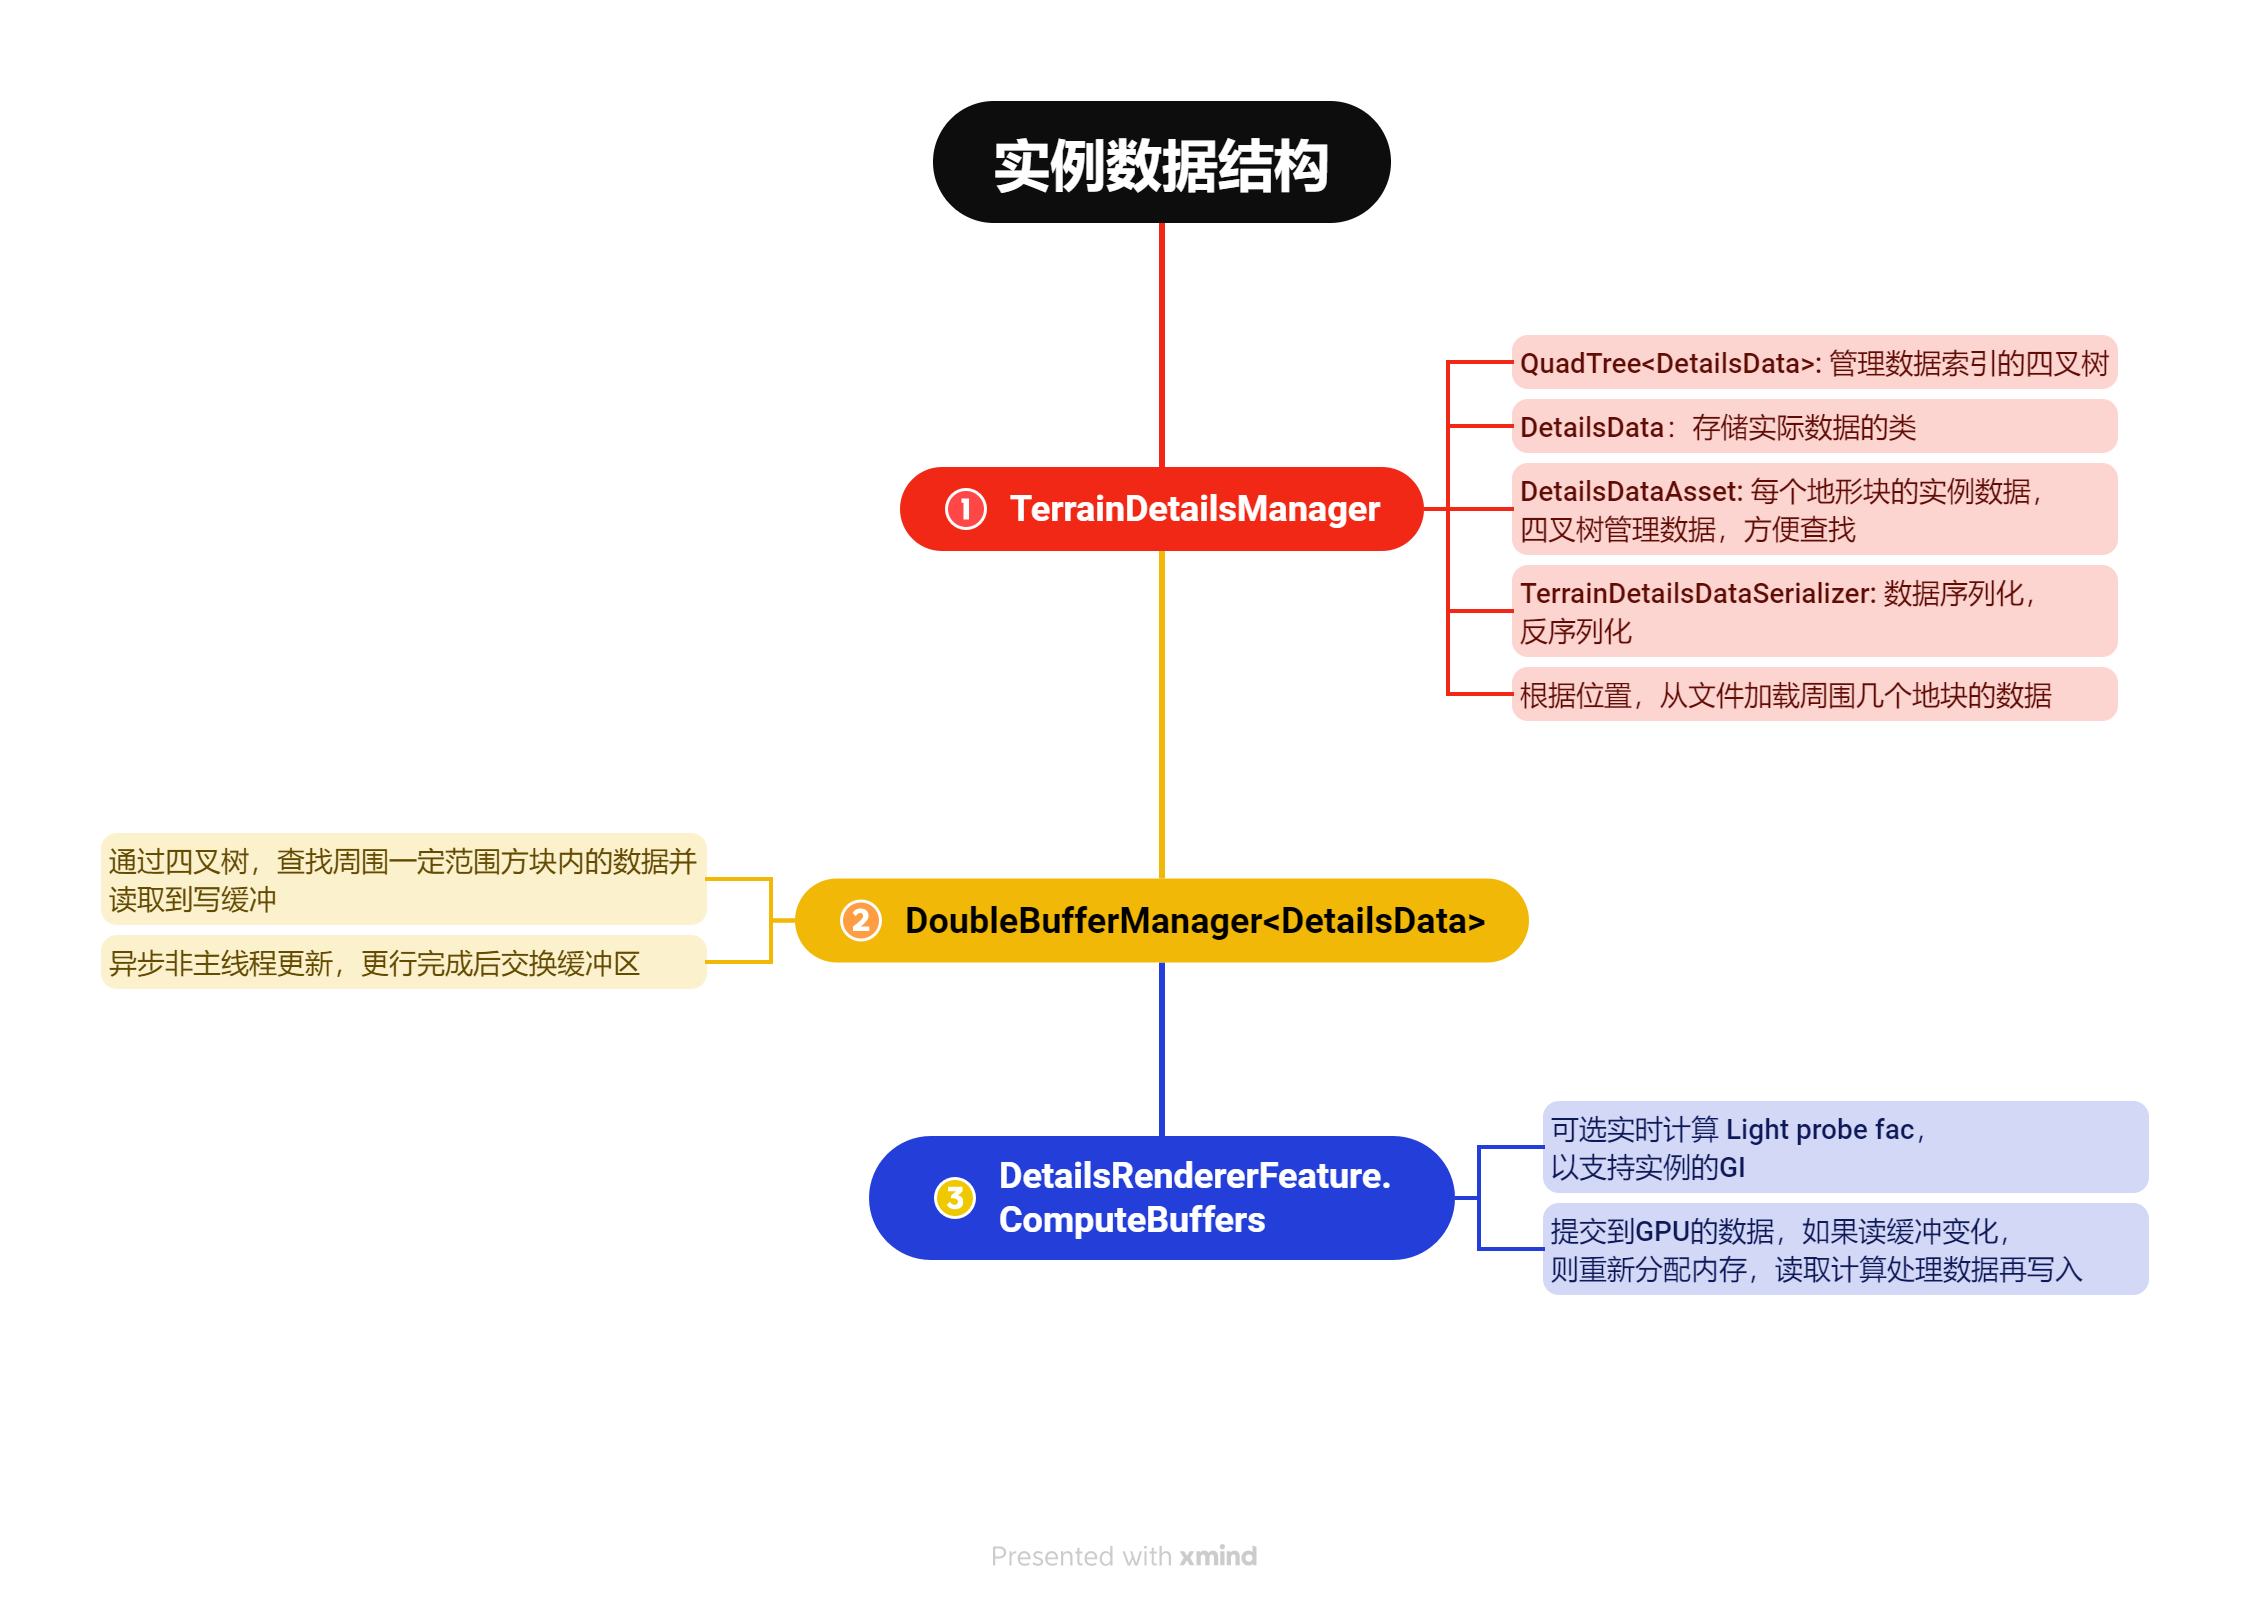 实例数据结构
1 TerrainDetailsManager
QuadTree<DetailsData>: 管理数据索引的四叉树
DetailsData：存储实际数据的类
DetailsDataAsset: 每个地形块的实例数据，
四叉树管理数据，方便查找
TerrainDetailsDataSerializer: 数据序列化，
反序列化
根据位置，从文件加载周围几个地块的数据
2 DoubleBufferManager<DetailsData>
通过四叉树，查找周围一定范围方块内的数据并
读取到写缓冲
异步非主线程更新，更行完成后交换缓冲区
3 DetailsRendererFeature.
ComputeBuffers
可选实时计算 Light probe fac，
以支持实例的GI
提交到GPU的数据，如果读缓冲变化，
则重新分配内存，读取计算处理数据再写入
Presented with xmind